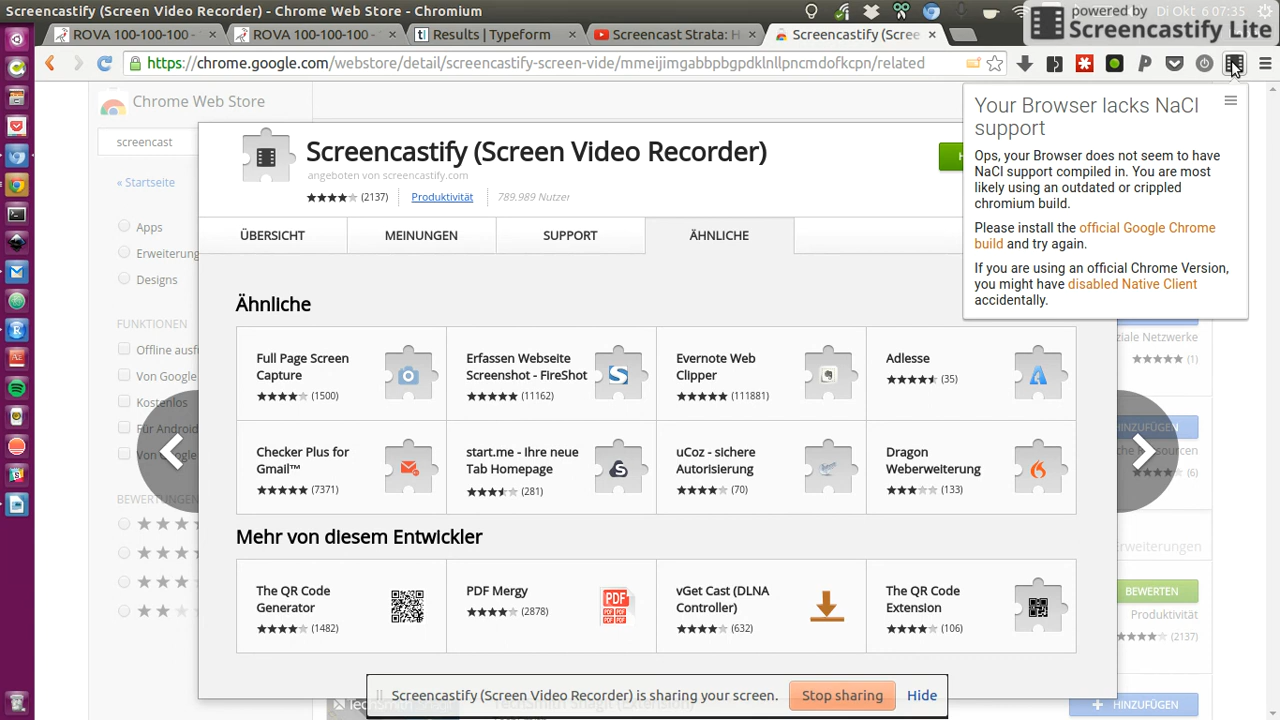 Screencastify (Screen Video Recorder) - Chrome Web Store - Chromium
Di Okt 6 07:35
powered by
Screencastify Lite
ROVA 100-100-100 -
ROVA 100-100-100 -
Results | Typeform
Screencast Strata: H
Screencastify (Scree
https://chrome.google.com/webstore/detail/screencastify-screen-vide/mmeijimgabbpbgpdklnllpncmdofkcpn/related
Chrome Web Store
screencast
« Startseite
Apps
Erweiterung
Designs
FUNKTIONEN
Offline ausf
Von Google
Kostenlos
Für Android
Von Goog
BEWERTUNGEN
Screencastify (Screen Video Recorder)
angeboten von screencastify.com
(2137)
Produktivität
789.989 Nutzer
ÜBERSICHT
MEINUNGEN
SUPPORT
ÄHNLICHE
Your Browser lacks NaCl
support
Ops, your Browser does not seem to have
NaCl support compiled in. You are most
likely using an outdated or crippled
chromium build.
Please install the official Google Chrome
build and try again.
If you are using an official Chrome Version,
you might have disabled Native Client
accidentally.
Ähnliche
Full Page Screen
Capture
(1500)
Erfassen Webseite
Screenshot - FireShot
(11162)
Evernote Web
Clipper
(111881)
Adlesse
(35)
Checker Plus for
Gmail™
(7371)
start.me - Ihre neue
Tab Homepage
(281)
uCoz - sichere
Autorisierung
(70)
Dragon
Weberweiterung
(133)
Mehr von diesem Entwickler
The QR Code
Generator
(1482)
PDF Mergy
(2878)
PDF
vGet Cast (DLNA
Controller)
(632)
The QR Code
Extension
(106)
ziale Netzwerke
(1)
HINZUFÜGEN
(6)
Erweiterungen
BEWERTEN
Produktivität
(2137)
HINZUFÜGEN
Screencastify (Screen Video Recorder) is sharing your screen.
Stop sharing
Hide